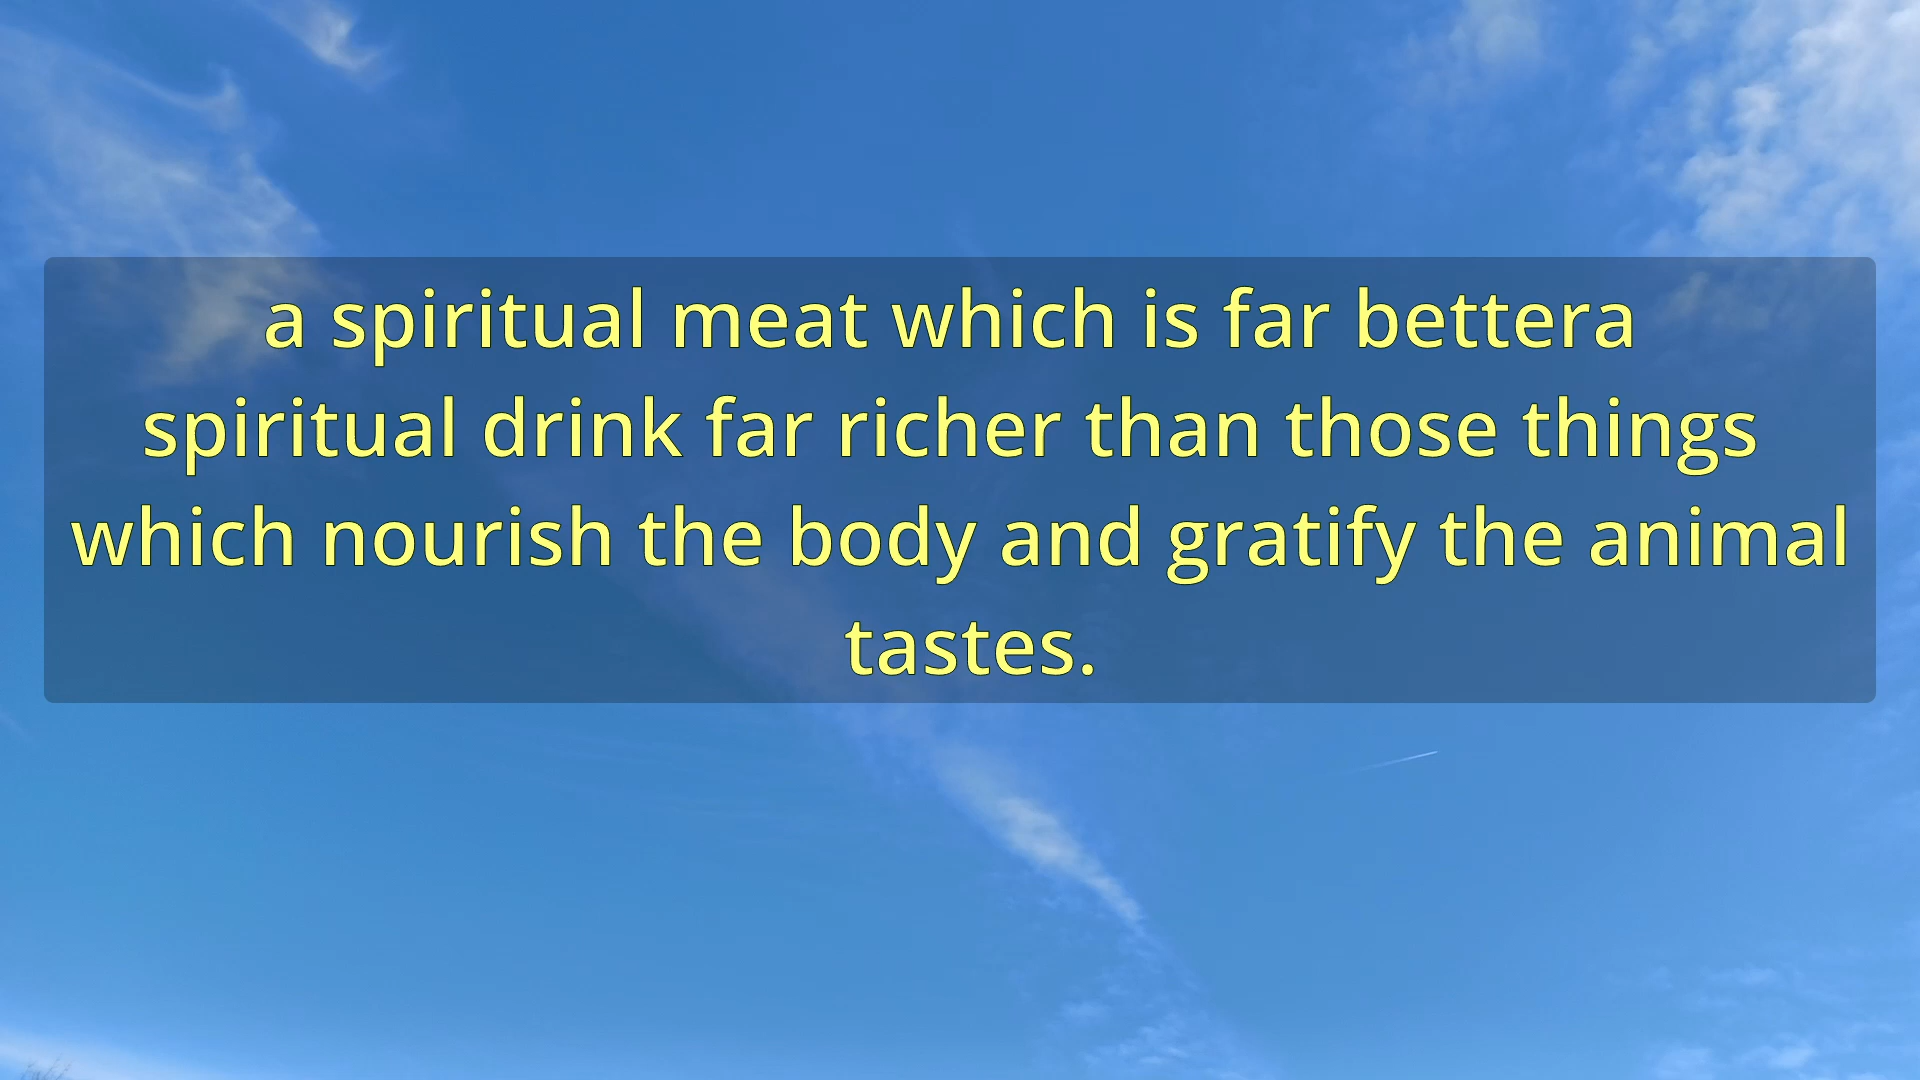 a spiritual meat which is far bettera
spiritual drink far richer than those things
which nourish the body and gratify the animal
tastes.